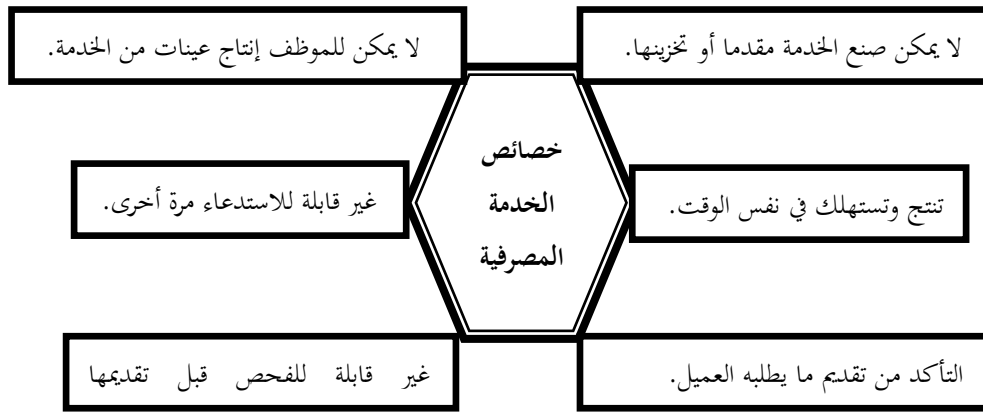 لا يمكن صنع الخدمة مقدما أو تخزينها.
لا يمكن للموظف إنتاج عينات من الخدمة.
خصائص
الخدمة
المصرفية
تنتج وتستهلك في نفس الوقت.
غير قابلة للاستدعاء مرة أخرى.
التأكد من تقديم ما يطلبه العميل.
غير قابلة للفحص قبل تقديمها